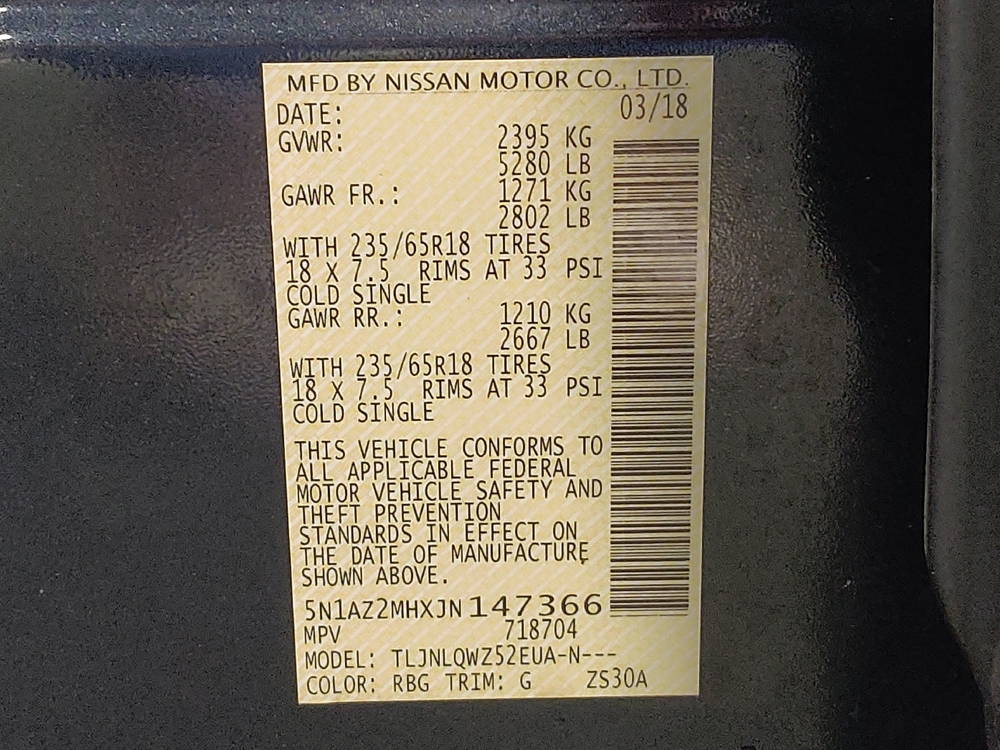 MFD BY NISSAN MOTOR CO., LTD.
DATE: 03/18
GVWR: 2395 KG
5280 LB
GAWR FR.: 1271 KG
2802 LB
WITH 235/65R18 TIRES
18 X 7.5 RIMS AT 33 PSI
COLD SINGLE
GAWR RR.: 1210 KG
2667 LB
WITH 235/65R18 TIRES
18 X 7.5 RIMS AT 33 PSI
COLD SINGLE
THIS VEHICLE CONFORMS TO
ALL APPLICABLE FEDERAL
MOTOR VEHICLE SAFETY AND
THEFT PREVENTION
STANDARDS IN EFFECT ON
THE DATE OF MANUFACTURE
SHOWN ABOVE.
5N1AZ2MHXJN147366
MPV 718704
MODEL: TLJNLQWZ52EUA-N---
COLOR: RBG TRIM: G ZS30A